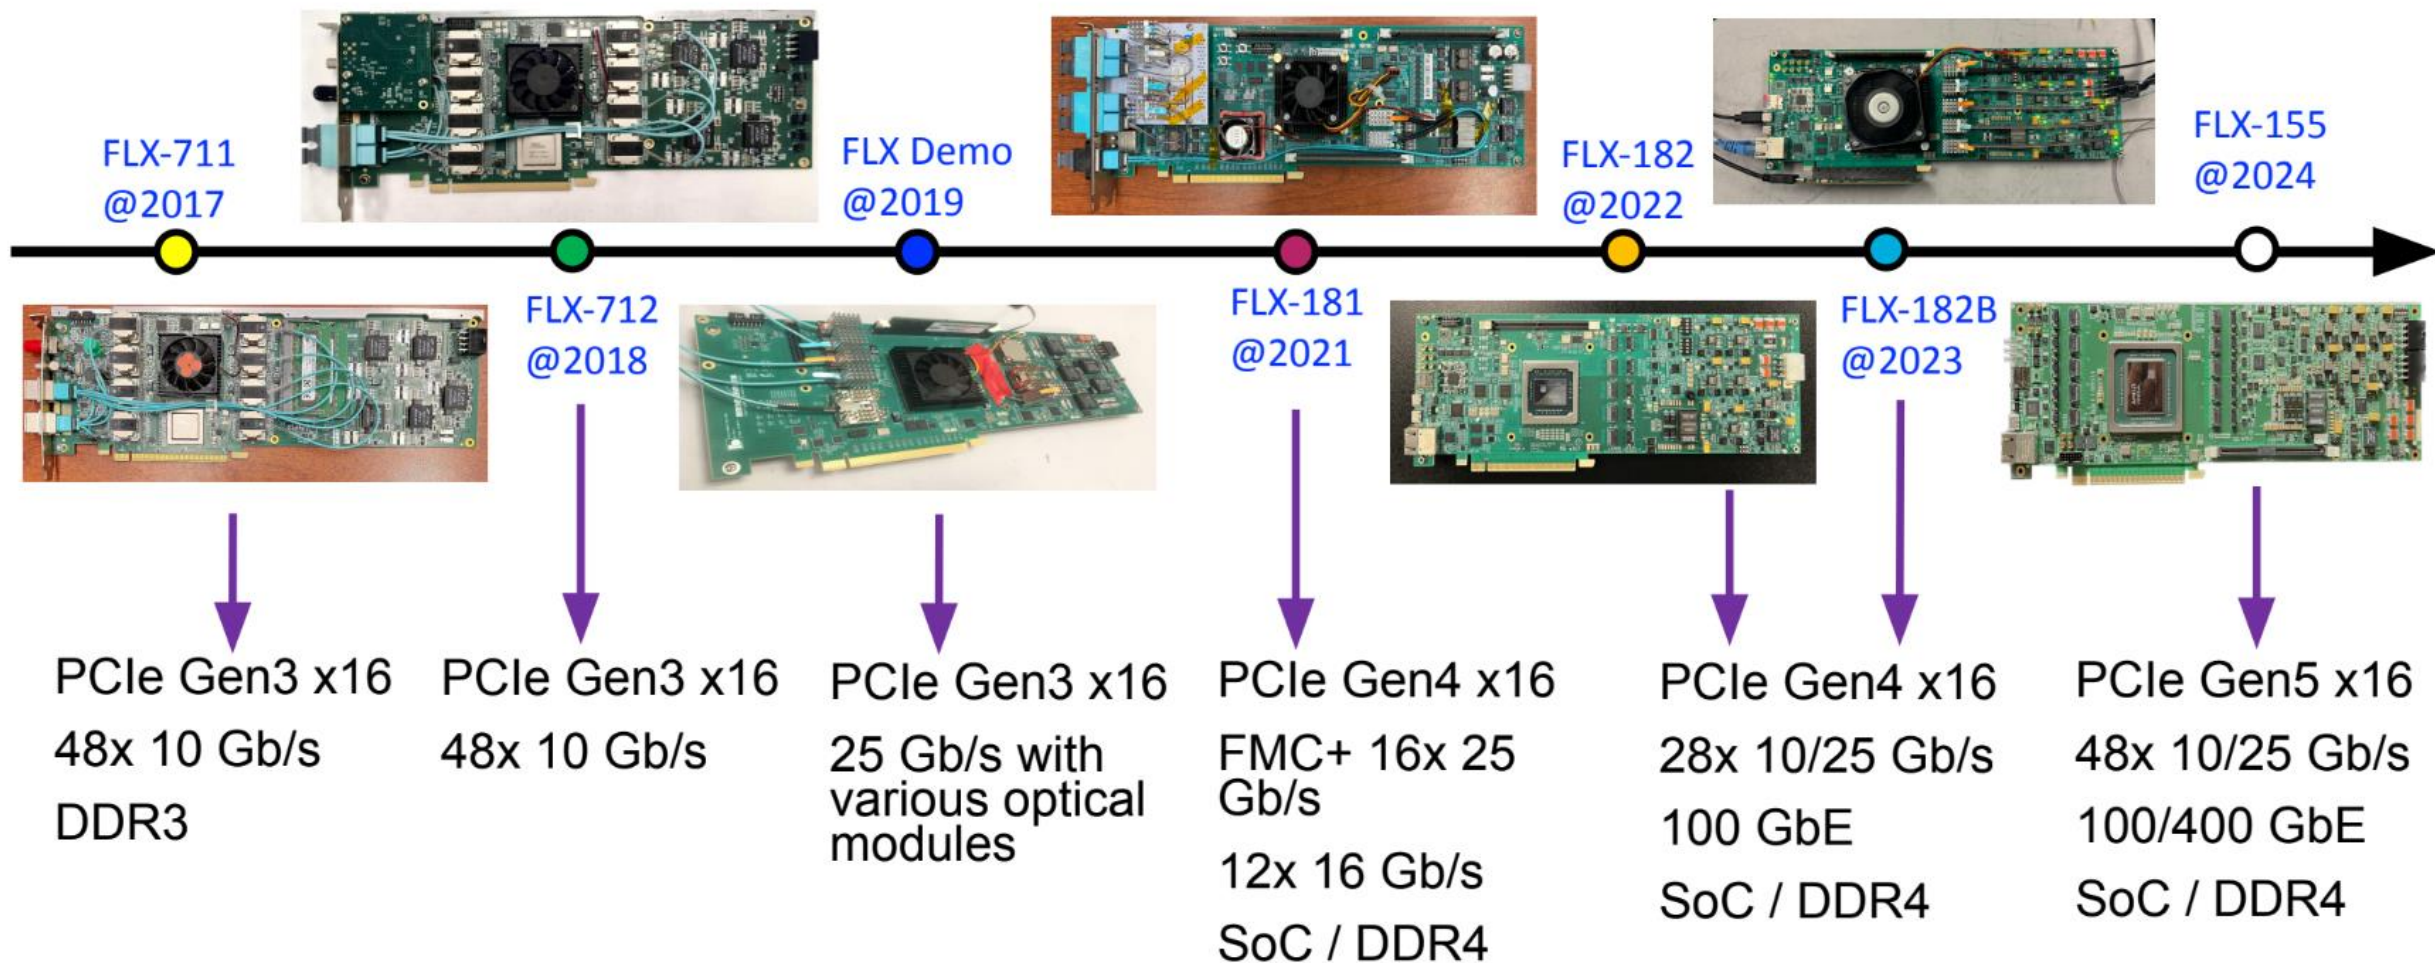 FLX-711
@2017
FLX-712
@2018
FLX Demo
@2019
FLX-181
@2021
FLX-182
@2022
FLX-182B
@2023
FLX-155
@2024
PCIe Gen3 x16
48x 10 Gb/s
DDR3
PCIe Gen3 x16
48x 10 Gb/s
PCIe Gen3 x16
25 Gb/s with
various optical
modules
PCIe Gen4 x16
FMC+ 16x 25
Gb/s
12x 16 Gb/s
SoC / DDR4
PCIe Gen4 x16
28x 10/25 Gb/s
100 GbE
SoC / DDR4
PCIe Gen5 x16
48x 10/25 Gb/s
100/400 GbE
SoC / DDR4